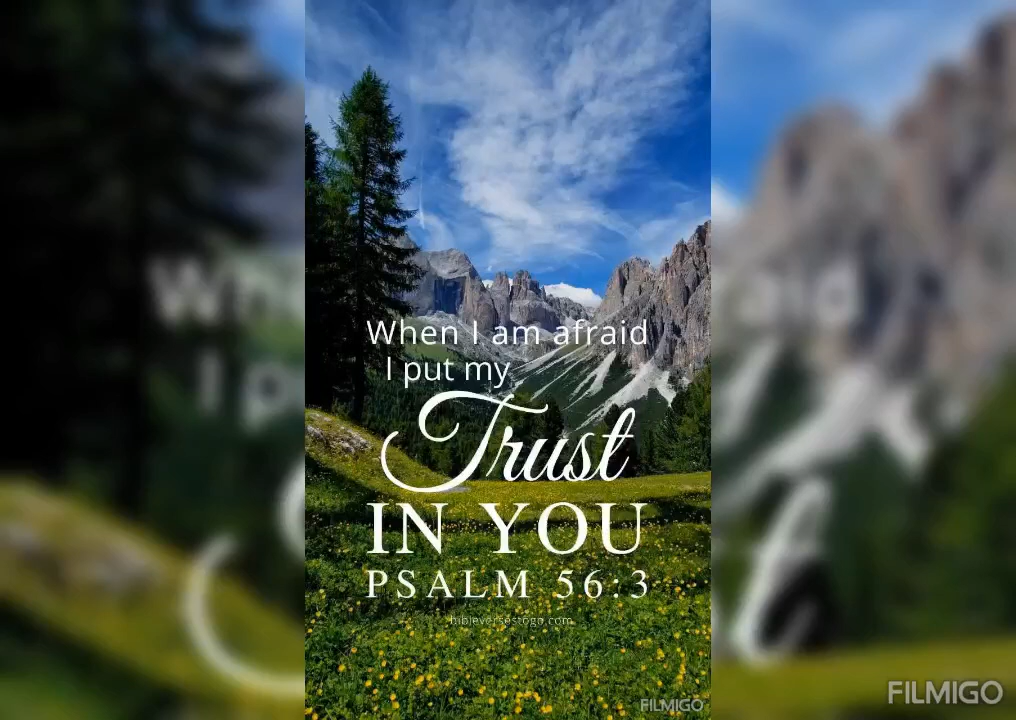 When I am afraid
I put my
Trust
IN YOU
PSALM 56:3
bibleversestogo.com
FILMIGO
FILMIGO